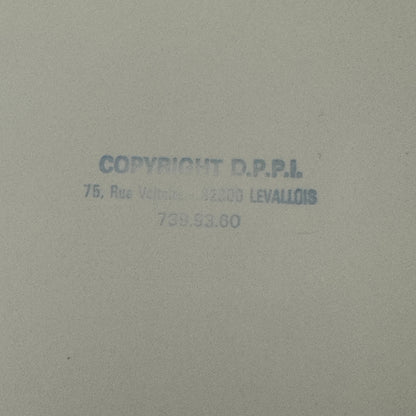 COPYRIGHT D.P.P.I.
75, Rue Voltaire - 92300 LEVALLOIS
739.93.60